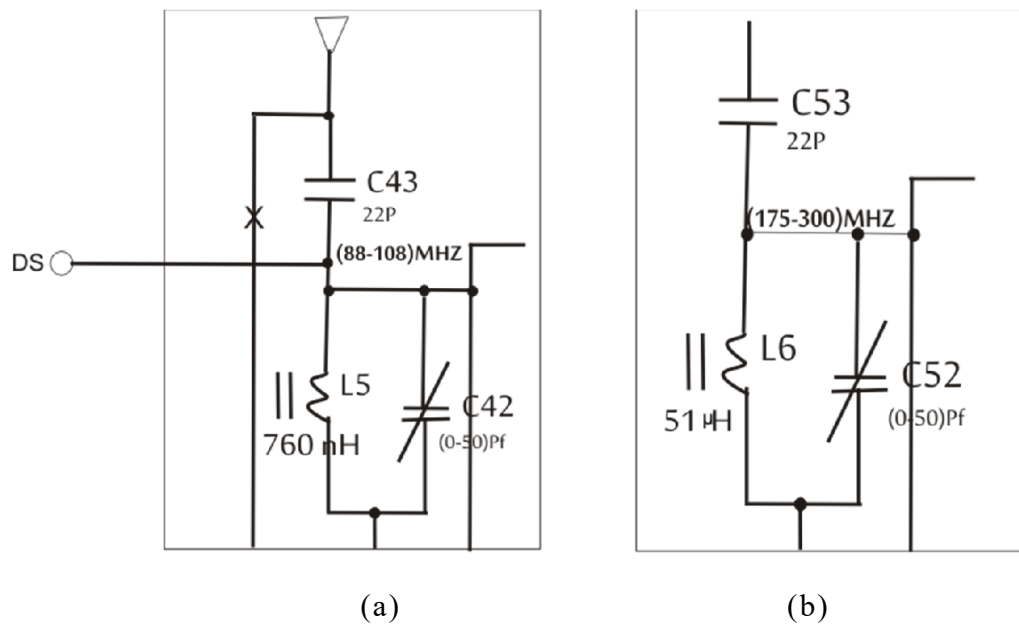 C43
22P
DS
(88-108)MHZ
L5
760 nH
C42
(0-50)Pf
(a)
C53
22P
(175-300)MHZ
L6
51 µH
C52
(0-50)Pf
(b)